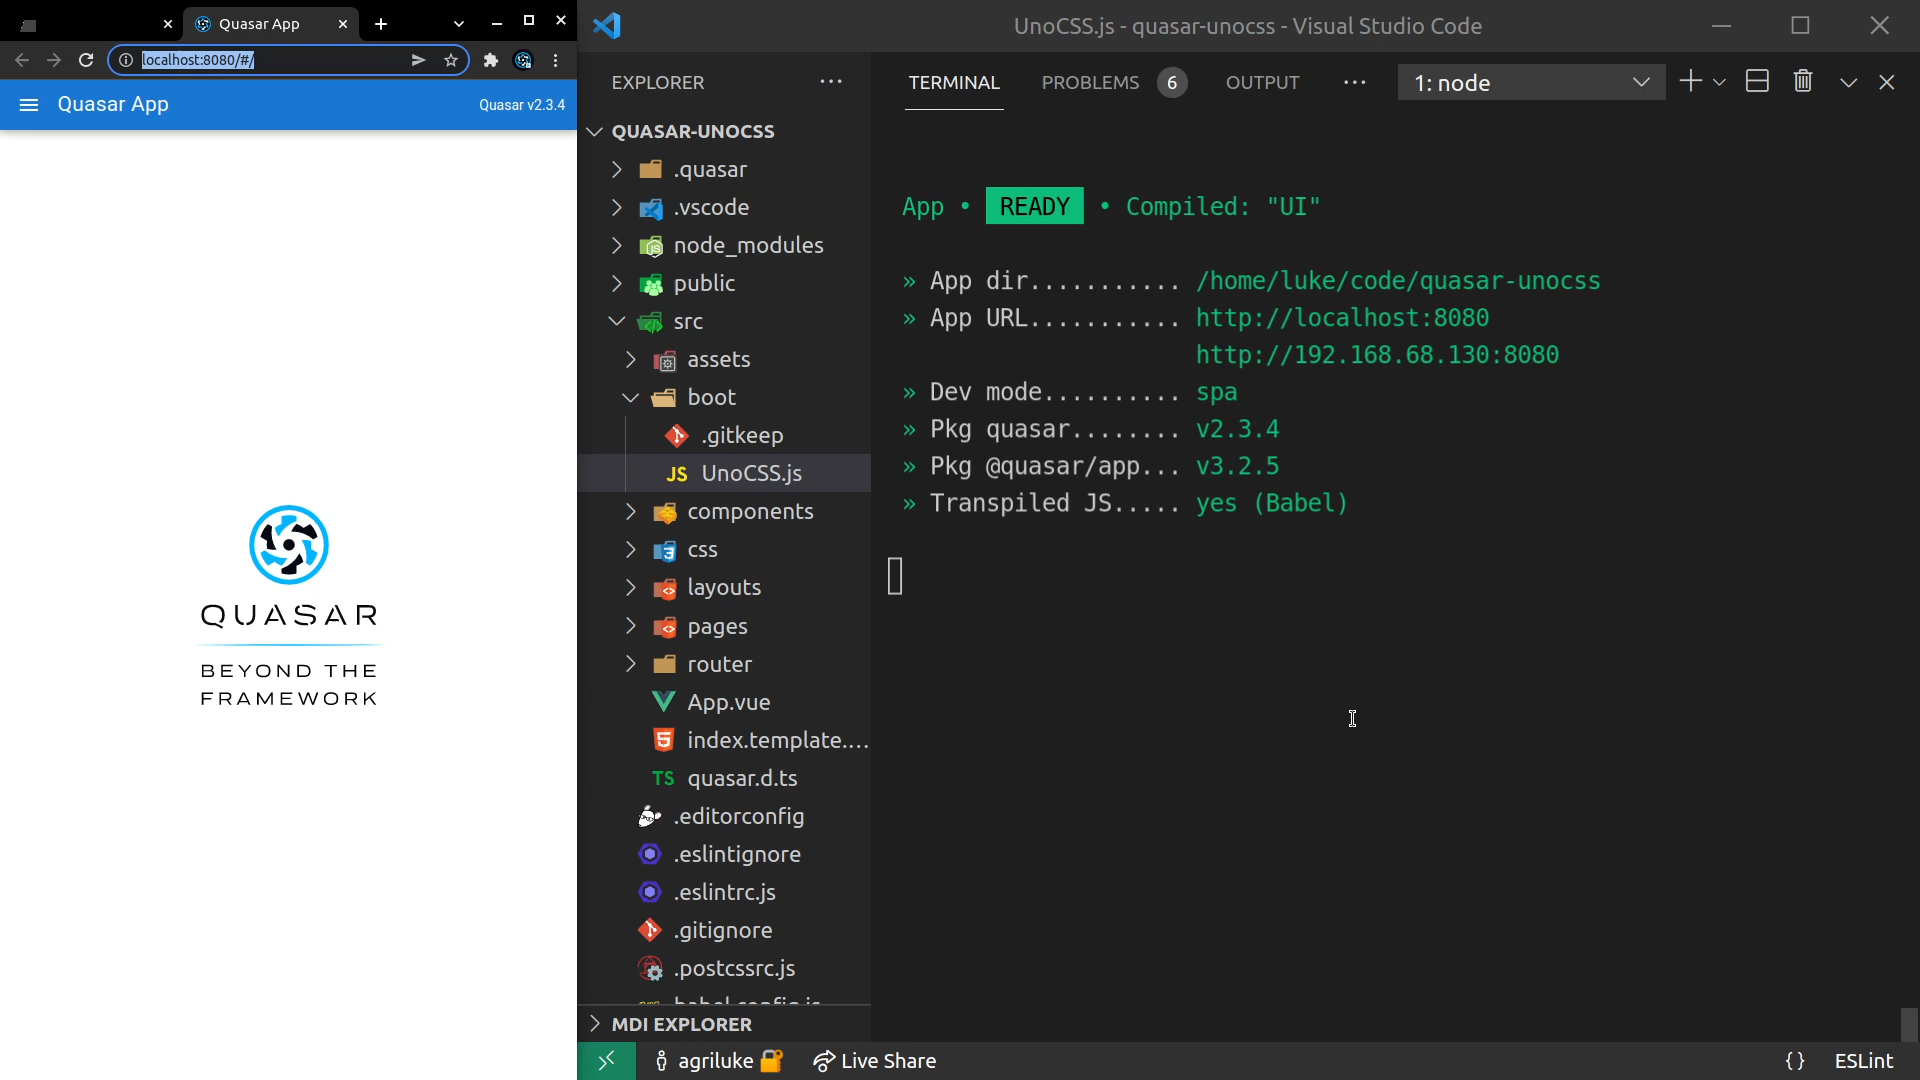 Quasar App
localhost:8080/#/
Quasar App
Quasar v2.3.4
QUASAR
BEYOND THE
FRAMEWORK
UnoCSS.js - quasar-unocss - Visual Studio Code
EXPLORER
QUASAR-UNOCSS
.quasar
.vscode
node_modules
public
src
assets
boot
.gitkeep
JS UnoCSS.js
components
css
layouts
pages
router
App.vue
index.template....
TS quasar.d.ts
.editorconfig
.eslintignore
.eslintrc.js
.gitignore
.postcssrc.js
babel.config.js
MDI EXPLORER
TERMINAL PROBLEMS 6 OUTPUT ··· 1: node
App • READY • Compiled: "UI"
» App dir........... /home/luke/code/quasar-unocss
» App URL........... http://localhost:8080
http://192.168.68.130:8080
» Dev mode.......... spa
» Pkg quasar........ v2.3.4
» Pkg @quasar/app... v3.2.5
» Transpiled JS..... yes (Babel)
agriluke🔐 Live Share
{ } ESLint